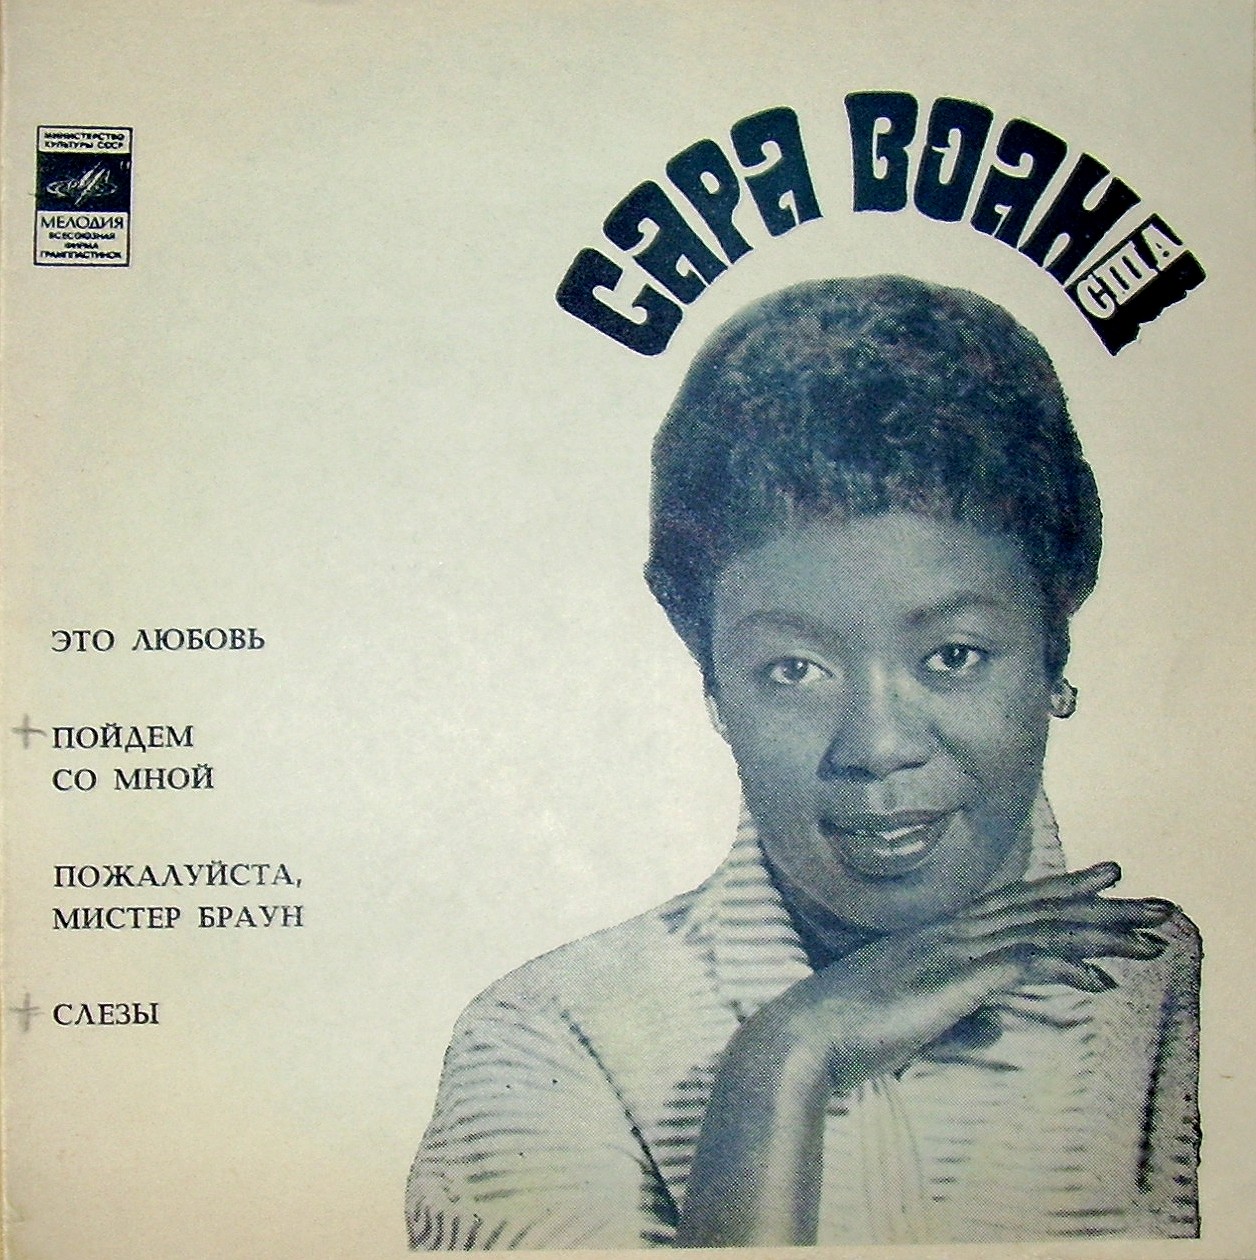 МИНИСТЕРСТВО
КУЛЬТУРЫ СССР
МЕЛОДИЯ
ВСЕСОЮЗНАЯ
ФИРМА
ГРАМПЛАСТИНОК
САРА ВОАН
США
ЭТО ЛЮБОВЬ
ПОЙДЕМ
СО МНОЙ
ПОЖАЛУЙСТА,
МИСТЕР БРАУН
СЛЕЗЫ